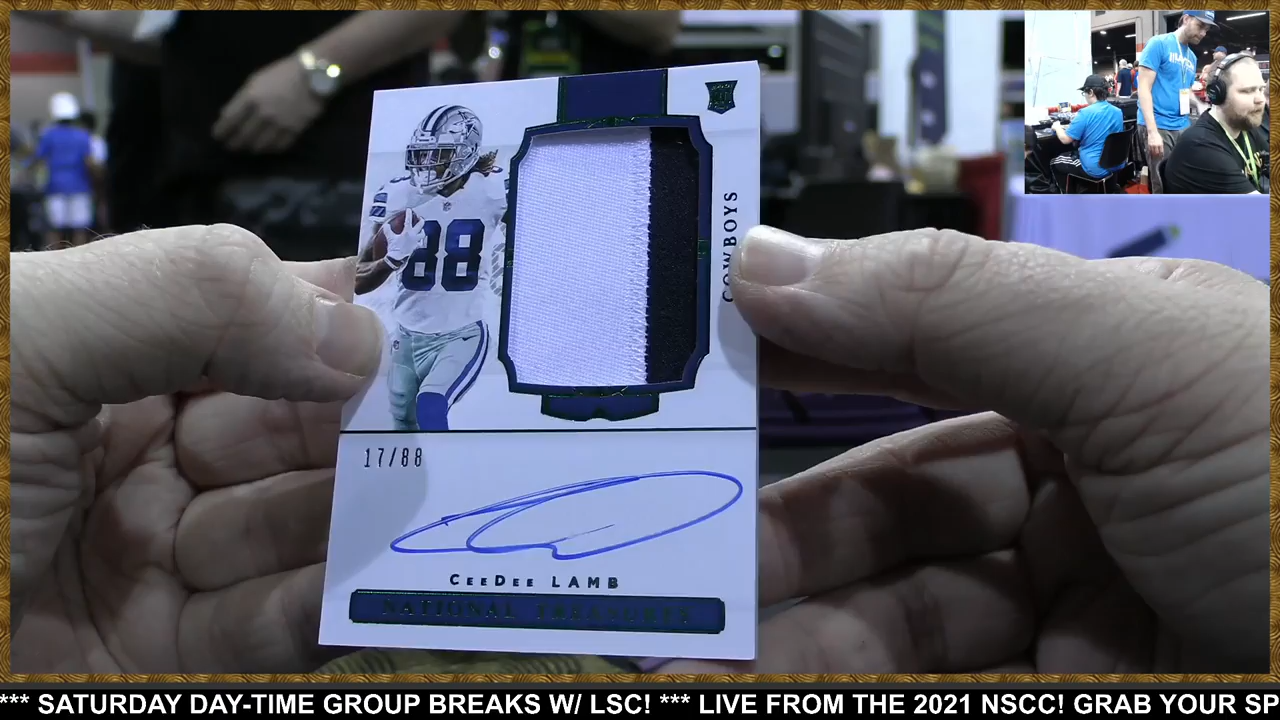 88
COWBOYS
17/88
CEEDEE LAMB
NATIONAL TREASURES
*** SATURDAY DAY-TIME GROUP BREAKS W/ LSC! *** LIVE FROM THE 2021 NSCC! GRAB YOUR SP